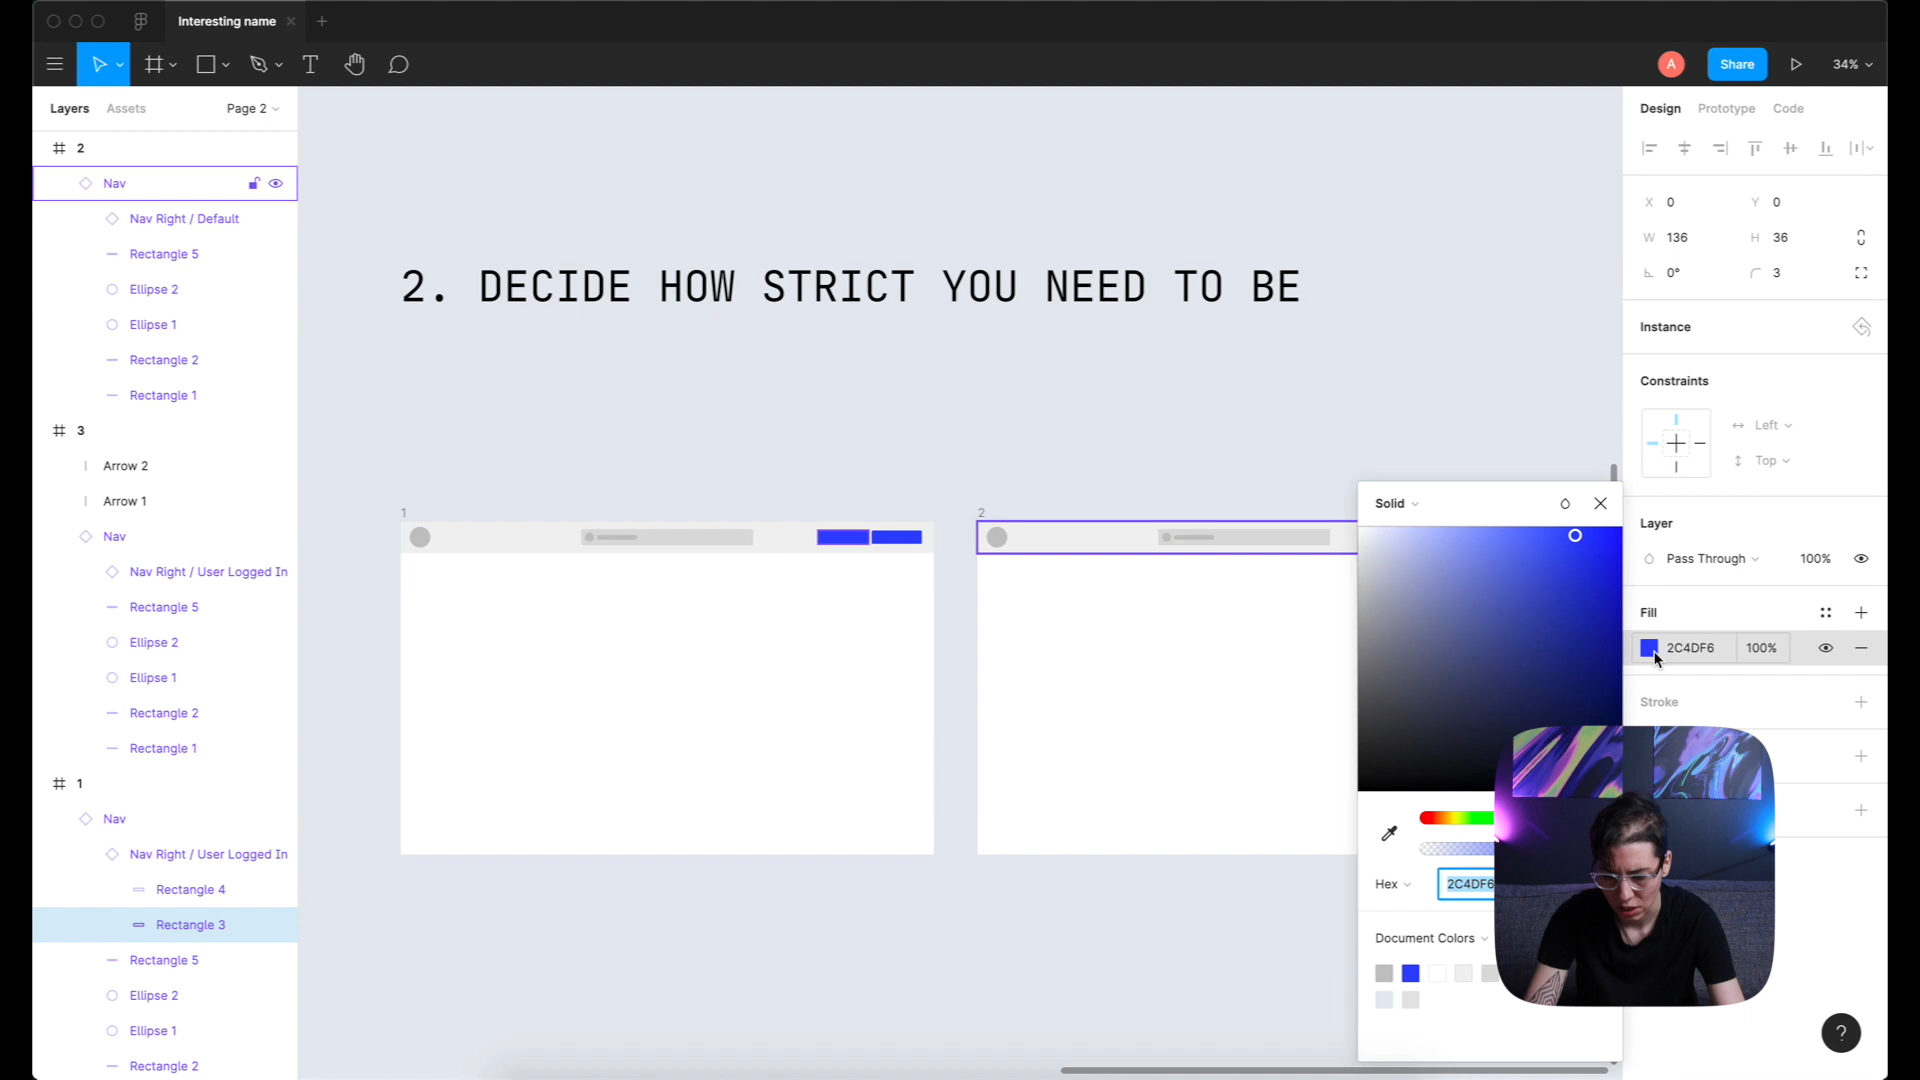 Interesting name
A
Share
34%
Layers
Assets
Page 2
2
Nav
Nav Right / Default
Rectangle 5
Ellipse 2
Ellipse 1
Rectangle 2
Rectangle 1
3
Arrow 2
Arrow 1
Nav
Nav Right / User Logged In
Rectangle 5
Ellipse 2
Ellipse 1
Rectangle 2
Rectangle 1
1
Nav
Nav Right / User Logged In
Rectangle 4
Rectangle 3
Rectangle 5
Ellipse 2
Ellipse 1
Rectangle 2
2. DECIDE HOW STRICT YOU NEED TO BE
1
2
Solid
Hex
2C4DF6
Document Colors
Design
Prototype
Code
X 0
Y 0
W 136
H 36
0°
3
Instance
Constraints
Left
Top
Layer
Pass Through
100%
Fill
2C4DF6
100%
Stroke
?